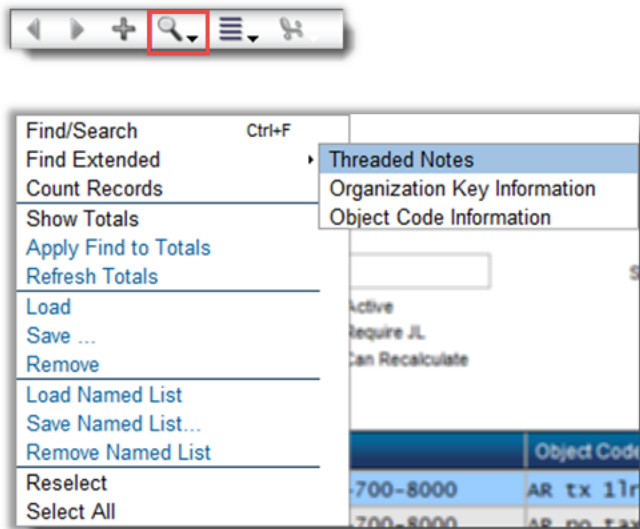 Find/Search Ctrl+F
Find Extended
Threaded Notes
Count Records
Organization Key Information
Show Totals
Object Code Information
Apply Find to Totals
Refresh Totals
S
Load
Active
Save ...
Require JL
Remove
Can Recalculate
Load Named List
Save Named List...
Remove Named List
Object Code
Reselect
-700-8000 AR tx 1lr
Select All
-700-8000 AR no tax